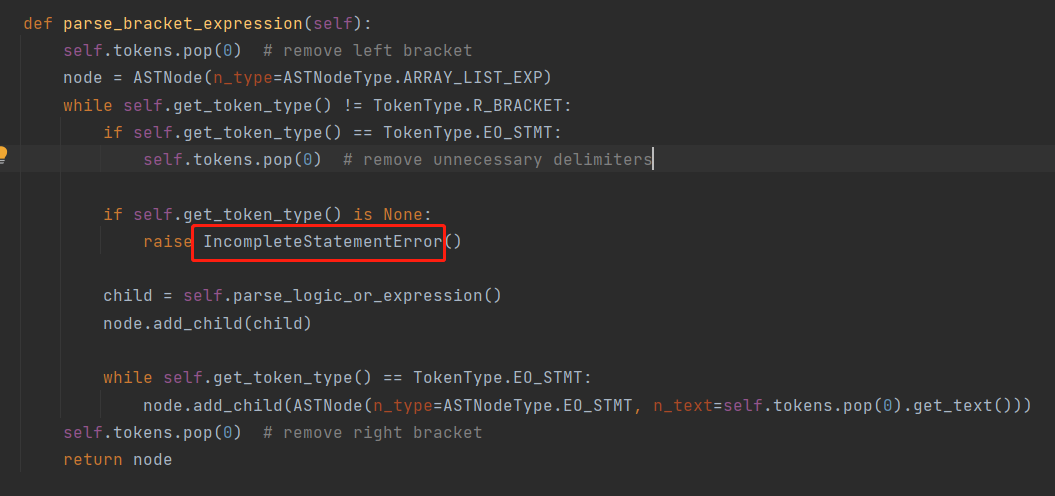 def parse_bracket_expression(self):
    self.tokens.pop(0)  # remove left bracket
    node = ASTNode(n_type=ASTNodeType.ARRAY_LIST_EXP)
    while self.get_token_type() != TokenType.R_BRACKET:
        if self.get_token_type() == TokenType.EO_STMT:
            self.tokens.pop(0)  # remove unnecessary delimiters

        if self.get_token_type() is None:
            raise IncompleteStatementError()

        child = self.parse_logic_or_expression()
        node.add_child(child)

        while self.get_token_type() == TokenType.EO_STMT:
            node.add_child(ASTNode(n_type=ASTNodeType.EO_STMT, n_text=self.tokens.pop(0).get_text()))
    self.tokens.pop(0)  # remove right bracket
    return node